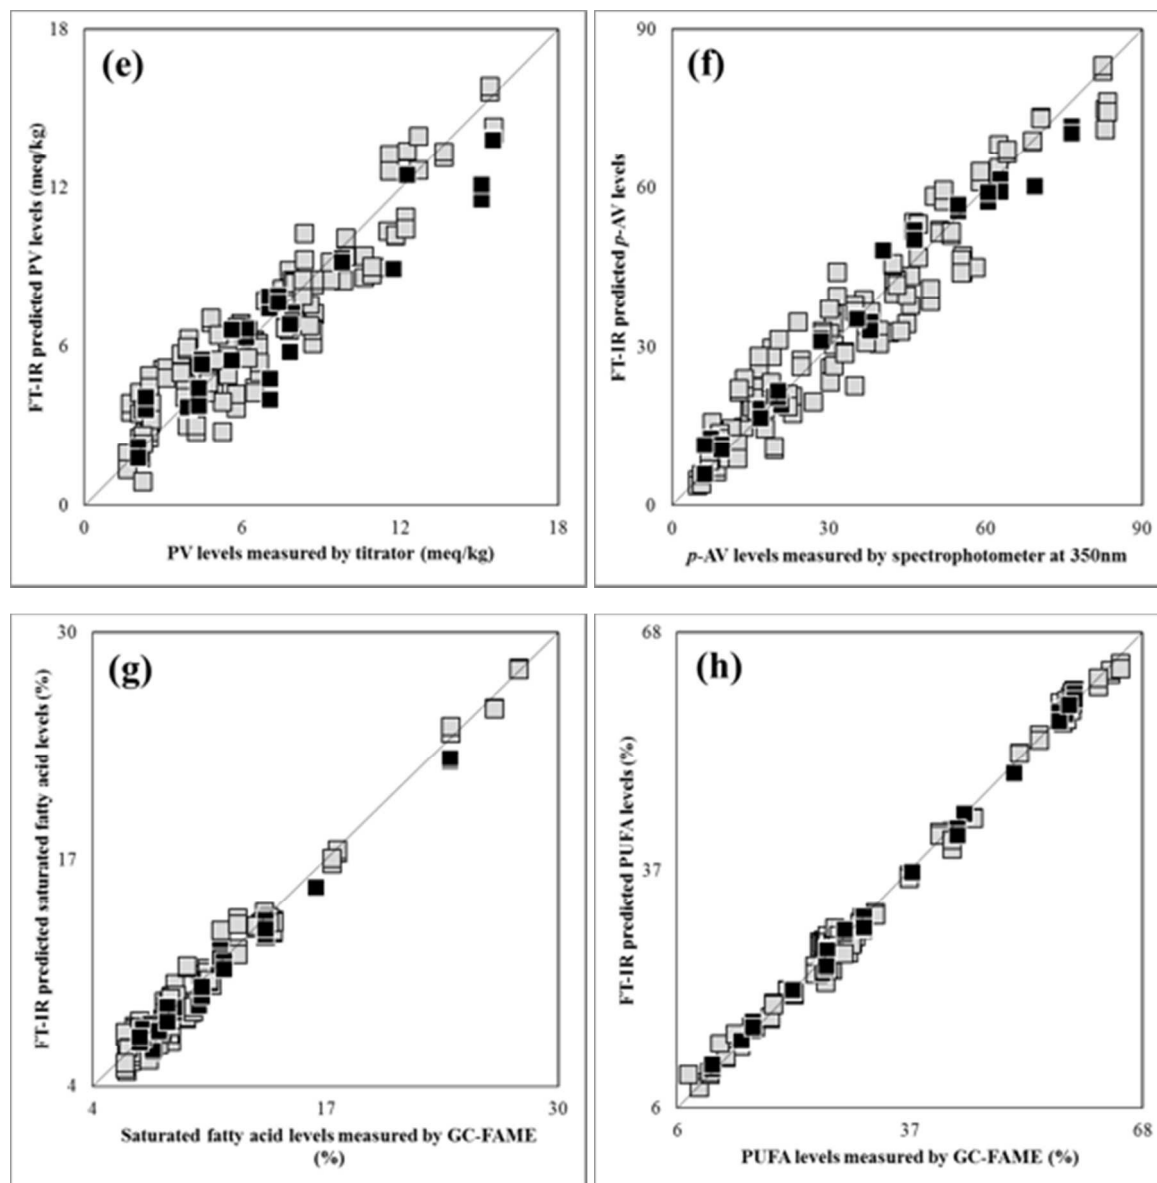 (e)
FT-IR predicted PV levels (meq/kg)
18
12
6
0
0 6 12 18
PV levels measured by titrator (meq/kg)
(f)
FT-IR predicted p-AV levels
90
60
30
0
0 30 60 90
p-AV levels measured by spectrophotometer at 350nm
(g)
FT-IR predicted saturated fatty acid levels (%)
30
17
4
4 17 30
Saturated fatty acid levels measured by GC-FAME
(%)
(h)
FT-IR predicted PUFA levels (%)
68
37
6
6 37 68
PUFA levels measured by GC-FAME (%)